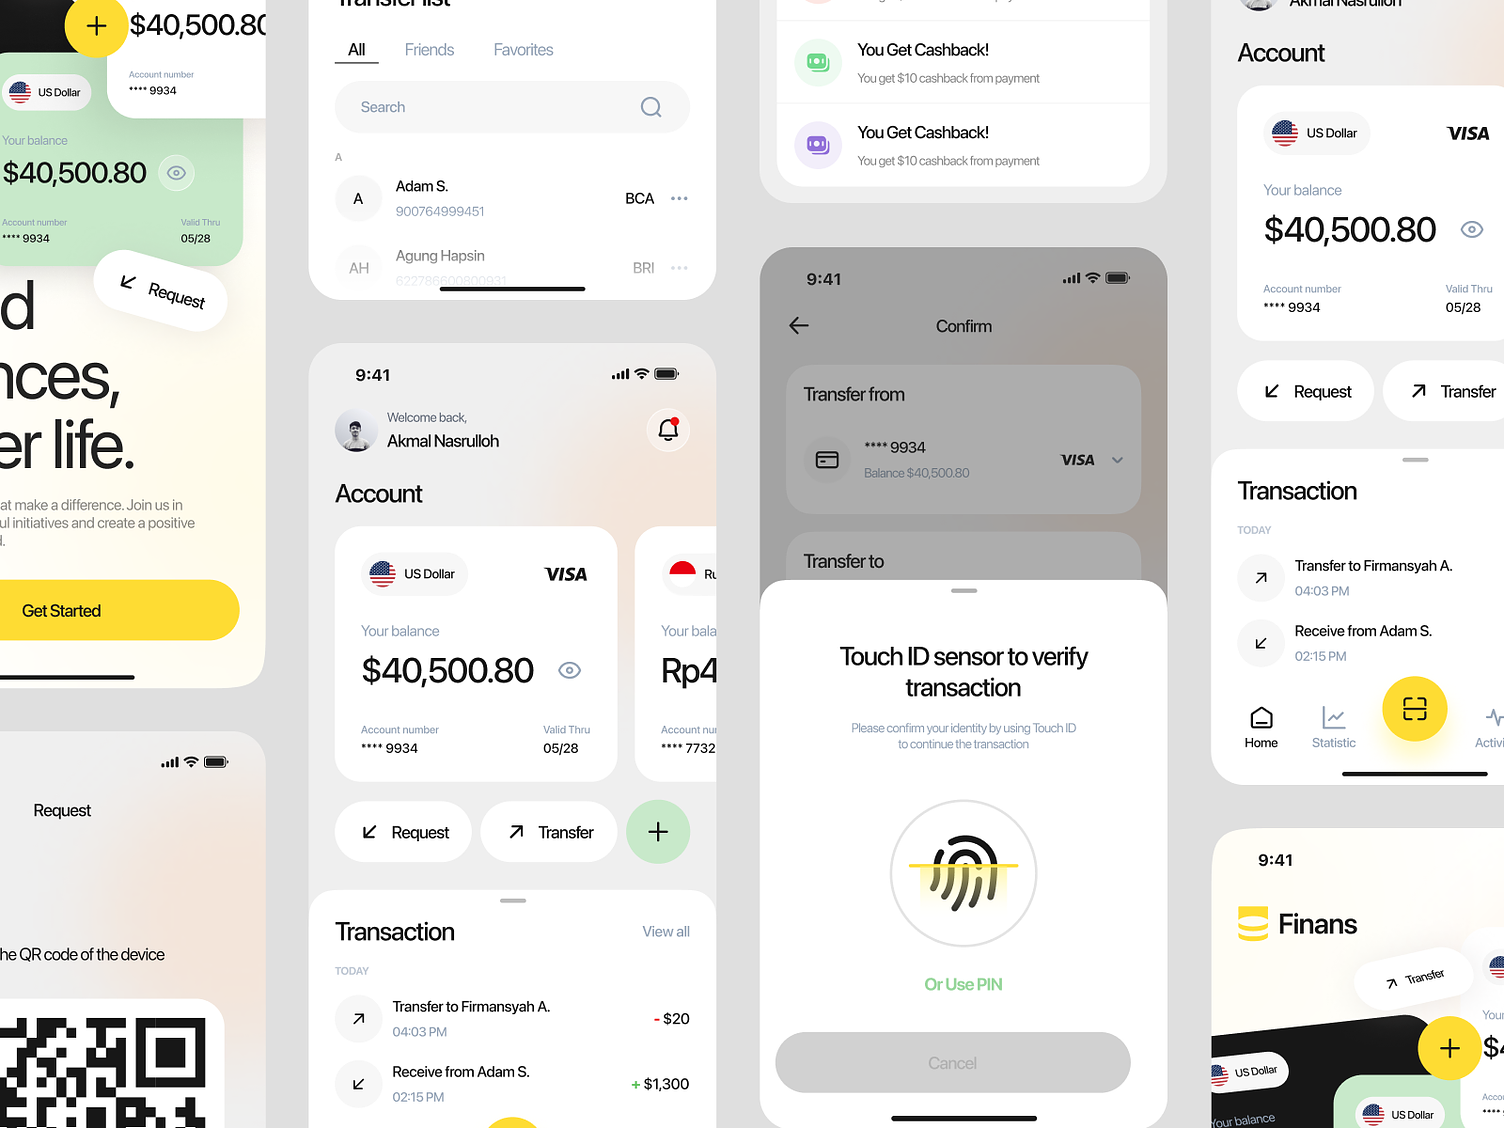 $40,500.80
Account number
**** 9934
US Dollar
Your balance
$40,500.80
Account number
Valid Thru
**** 9934
05/28
Request
er life.
at make a difference. Join us in
initiatives and create a positive
Get Started
Request
QR code of the device
Transfer list
All
Friends
Favorites
Search
A
A
Adam S.
900764999451
BCA
AH
Agung Hapsin
622786600800931
BRI
9:41
Welcome back,
Akmal Nasrulloh
Account
US Dollar
VISA
Your balance
$40,500.80
Account number
Valid Thru
**** 9934
05/28
Ru
Your bala
Rp4
Account nu
**** 7732
Request
Transfer
Transaction
View all
TODAY
Transfer to Firmansyah A.
04:03 PM
- $20
Receive from Adam S.
02:15 PM
+ $1,300
You Get Cashback!
You get $10 cashback from payment
You Get Cashback!
You get $10 cashback from payment
9:41
Confirm
Transfer from
**** 9934
Balance $40,500.80
VISA
Transfer to
Touch ID sensor to verify
transaction
Please confirm your identity by using Touch ID
to continue the transaction
Or Use PIN
Cancel
Akmal Nasrulloh
Account
US Dollar
VISA
Your balance
$40,500.80
Account number
Valid Thru
**** 9934
05/28
Request
Transfer
Transaction
TODAY
Transfer to Firmansyah A.
04:03 PM
Receive from Adam S.
02:15 PM
Home
Statistic
Activi
9:41
Finans
Transfer
Your
$4
US Dollar
Your balance
US Dollar
Acco